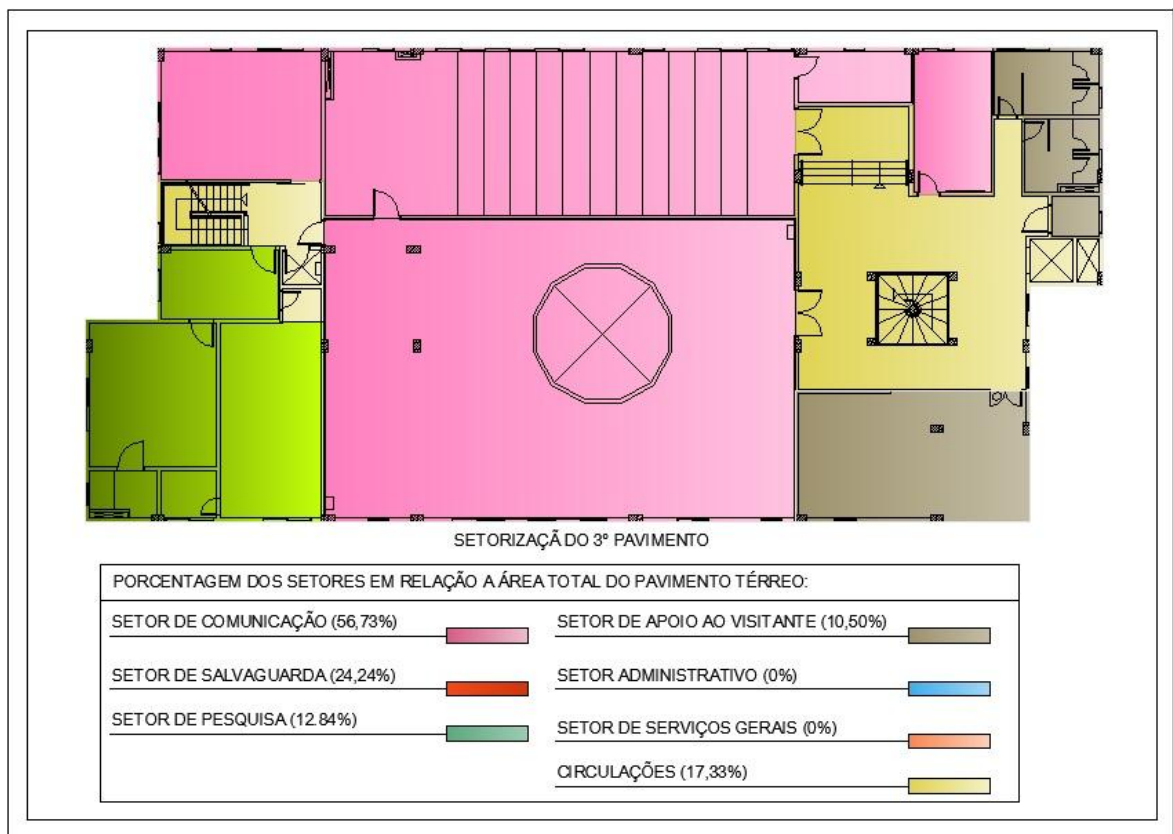 SETORIZAÇÃ DO 3º PAVIMENTO
PORCENTAGEM DOS SETORES EM RELAÇÃO A ÁREA TOTAL DO PAVIMENTO TÉRREO:
SETOR DE COMUNICAÇÃO (56,73%)
SETOR DE SALVAGUARDA (24,24%)
SETOR DE PESQUISA (12.84%)
SETOR DE APOIO AO VISITANTE (10,50%)
SETOR ADMINISTRATIVO (0%)
SETOR DE SERVIÇOS GERAIS (0%)
CIRCULAÇÕES (17,33%)